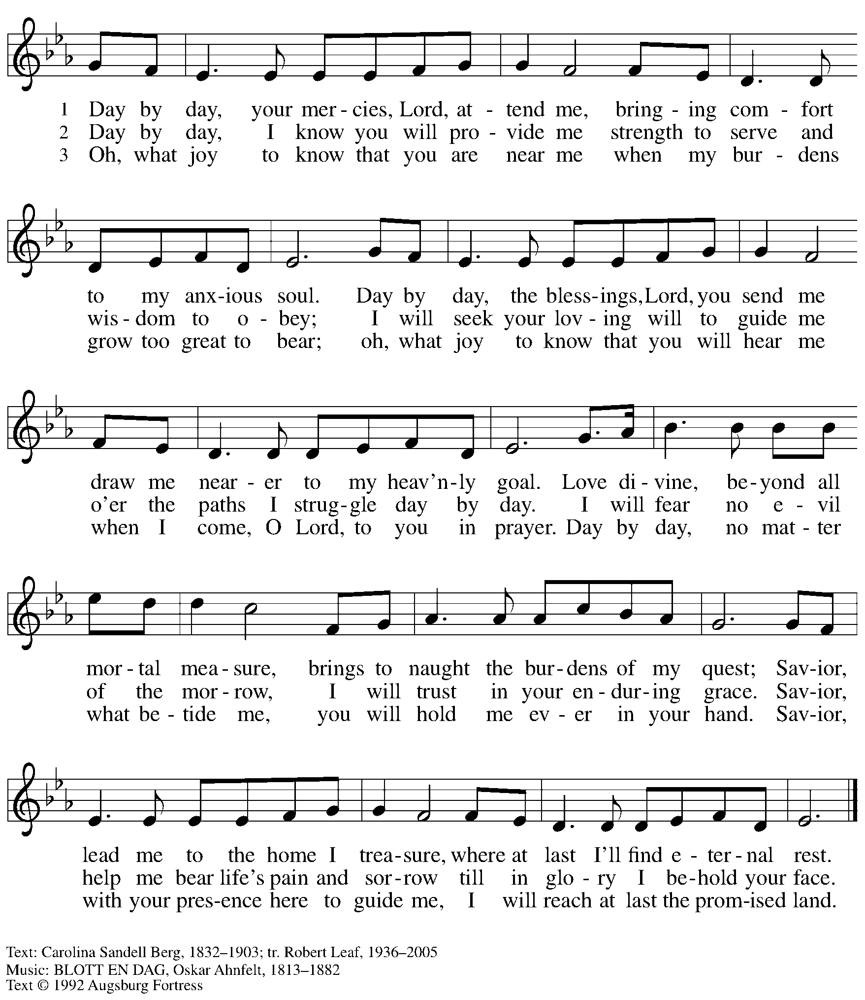 1 Day by day, your mer - cies, Lord, at - tend me, bring - ing com - fort
2 Day by day, I know you will pro - vide me strength to serve and
3 Oh, what joy to know that you are near me when my bur - dens
to my anx - ious soul. Day by day, the bless - ings, Lord, you send me
wis - dom to o - bey; I will seek your lov - ing will to guide me
grow too great to bear; oh, what joy to know that you will hear me
draw me near - er to my heav'n - ly goal. Love di - vine, be - yond all
o'er the paths I strug - gle day by day. I will fear no e - vil
when I come, O Lord, to you in prayer. Day by day, no mat - ter
mor - tal mea - sure, brings to naught the bur - dens of my quest; Sav - ior,
of the mor - row, I will trust in your en - dur - ing grace. Sav - ior,
what be - tide me, you will hold me ev - er in your hand. Sav - ior,
lead me to the home I trea - sure, where at last I'll find e - ter - nal rest.
help me bear life's pain and sor - row till in glo - ry I be - hold your face.
with your pres - ence here to guide me, I will reach at last the prom - ised land.
Text: Carolina Sandell Berg, 1832–1903; tr. Robert Leaf, 1936–2005
Music: BLOTT EN DAG, Oskar Ahnfelt, 1813–1882
Text © 1992 Augsburg Fortress